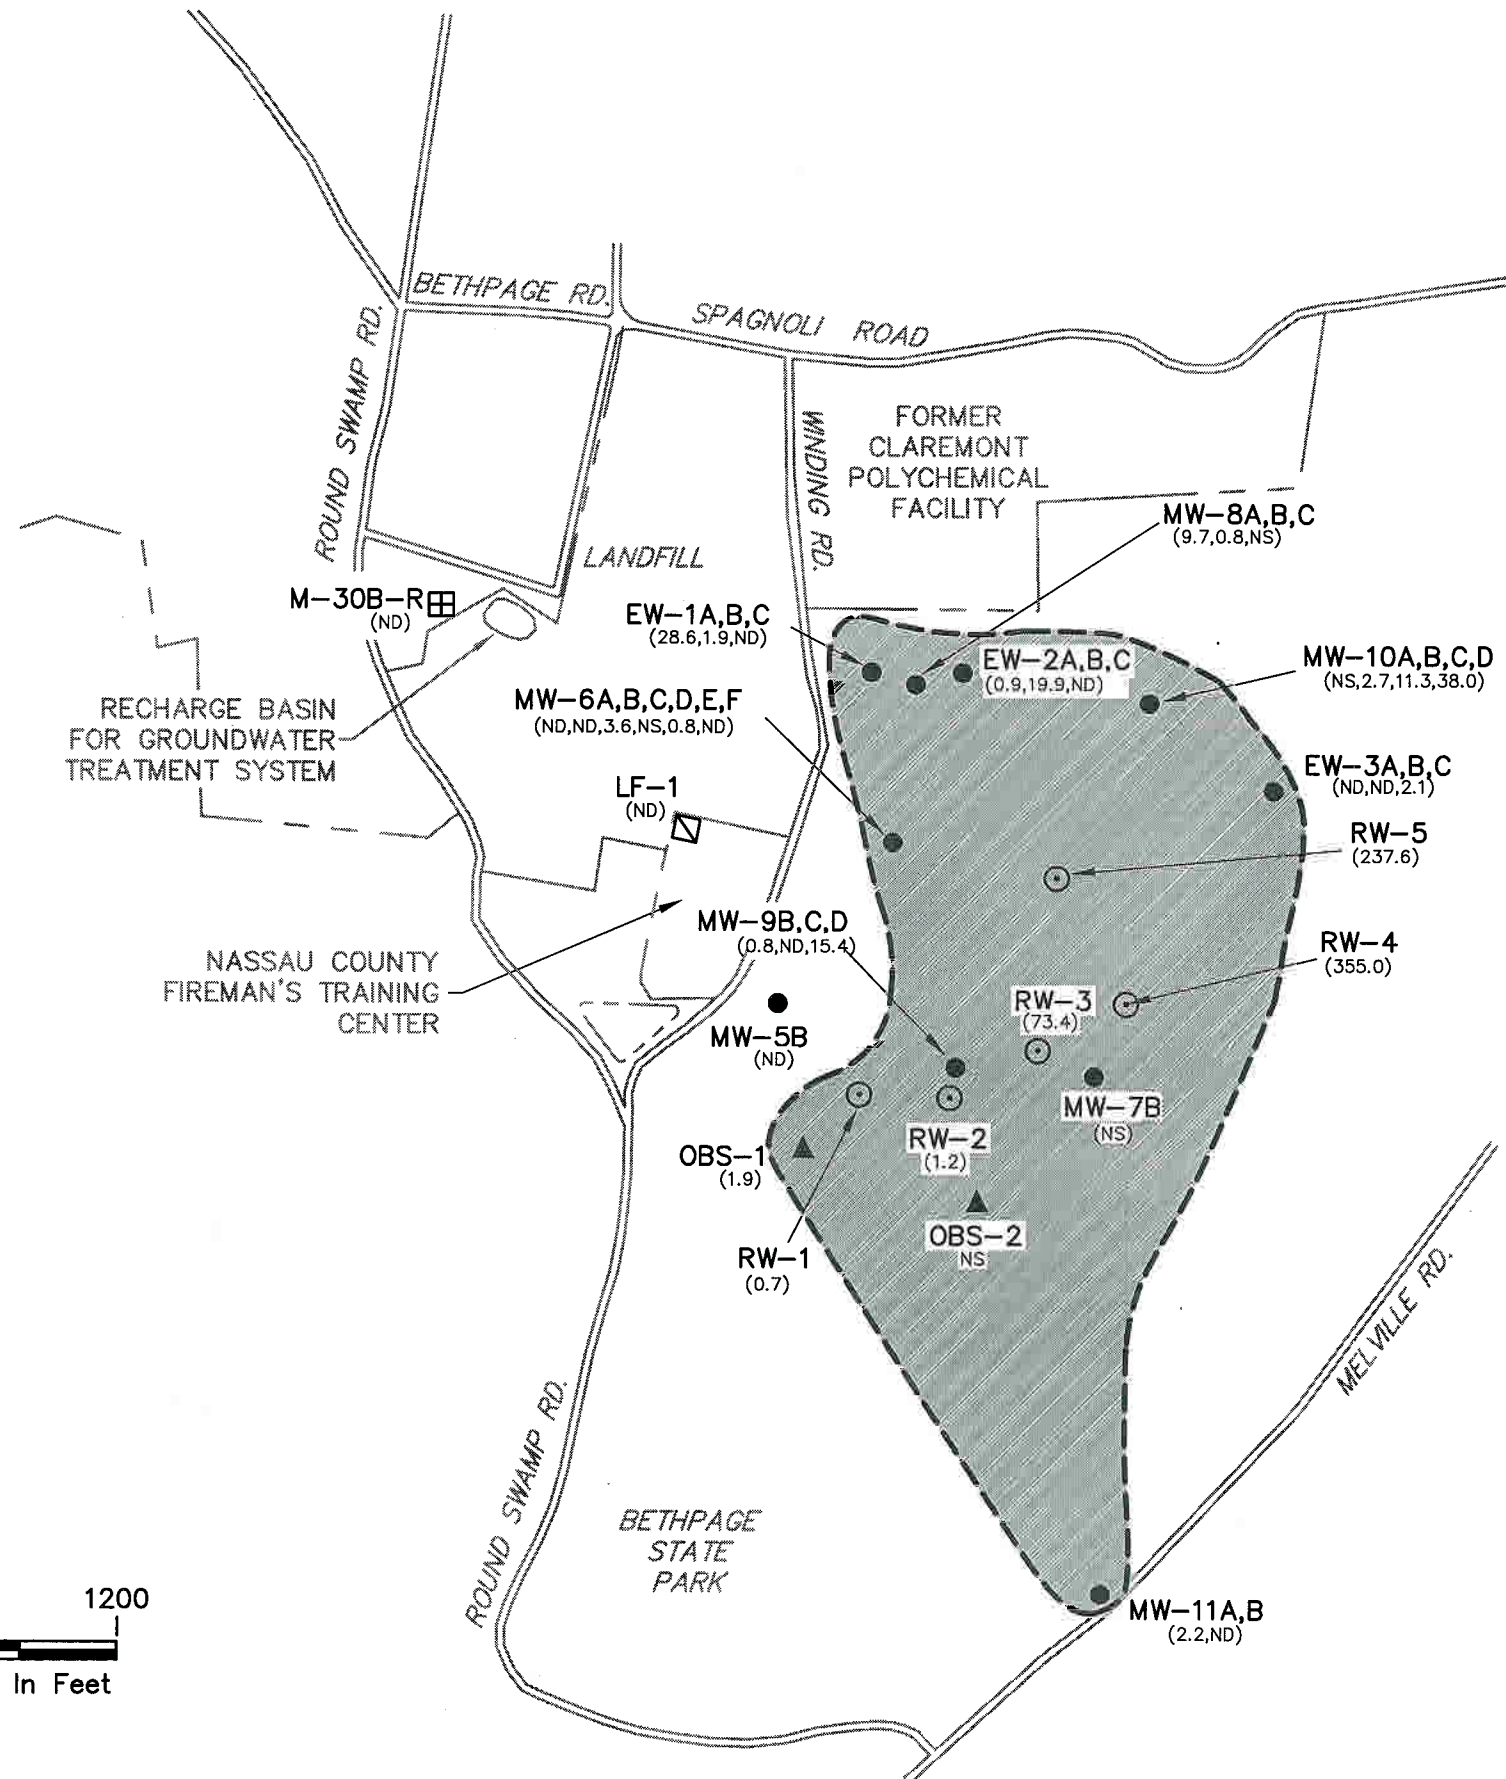 BETHPAGE RD.
SPAGNOLI ROAD
ROUND SWAMP RD.
WINDING RD.
FORMER
CLAREMONT
POLYCHEMICAL
FACILITY
MW-8A,B,C
(9.7,0.8,NS)
LANDFILL
M-30B-R
(ND)
EW-1A,B,C
(28.6,1.9,ND)
EW-2A,B,C
(0.9,19.9,ND)
MW-10A,B,C,D
(NS,2.7,11.3,38.0)
MW-6A,B,C,D,E,F
(ND,ND,3.6,NS,0.8,ND)
RECHARGE BASIN
FOR GROUNDWATER
TREATMENT SYSTEM
EW-3A,B,C
(ND,ND,2.1)
LF-1
(ND)
RW-5
(237.6)
MW-9B,C,D
(0.8,ND,15.4)
RW-4
(355.0)
NASSAU COUNTY
FIREMAN'S TRAINING
CENTER
RW-3
(73.4)
MW-5B
(ND)
MW-7B
(NS)
RW-2
(1.2)
OBS-1
(1.9)
OBS-2
NS
RW-1
(0.7)
MELVILLE RD.
ROUND SWAMP RD.
BETHPAGE
STATE
PARK
1200
In Feet
MW-11A,B
(2.2,ND)